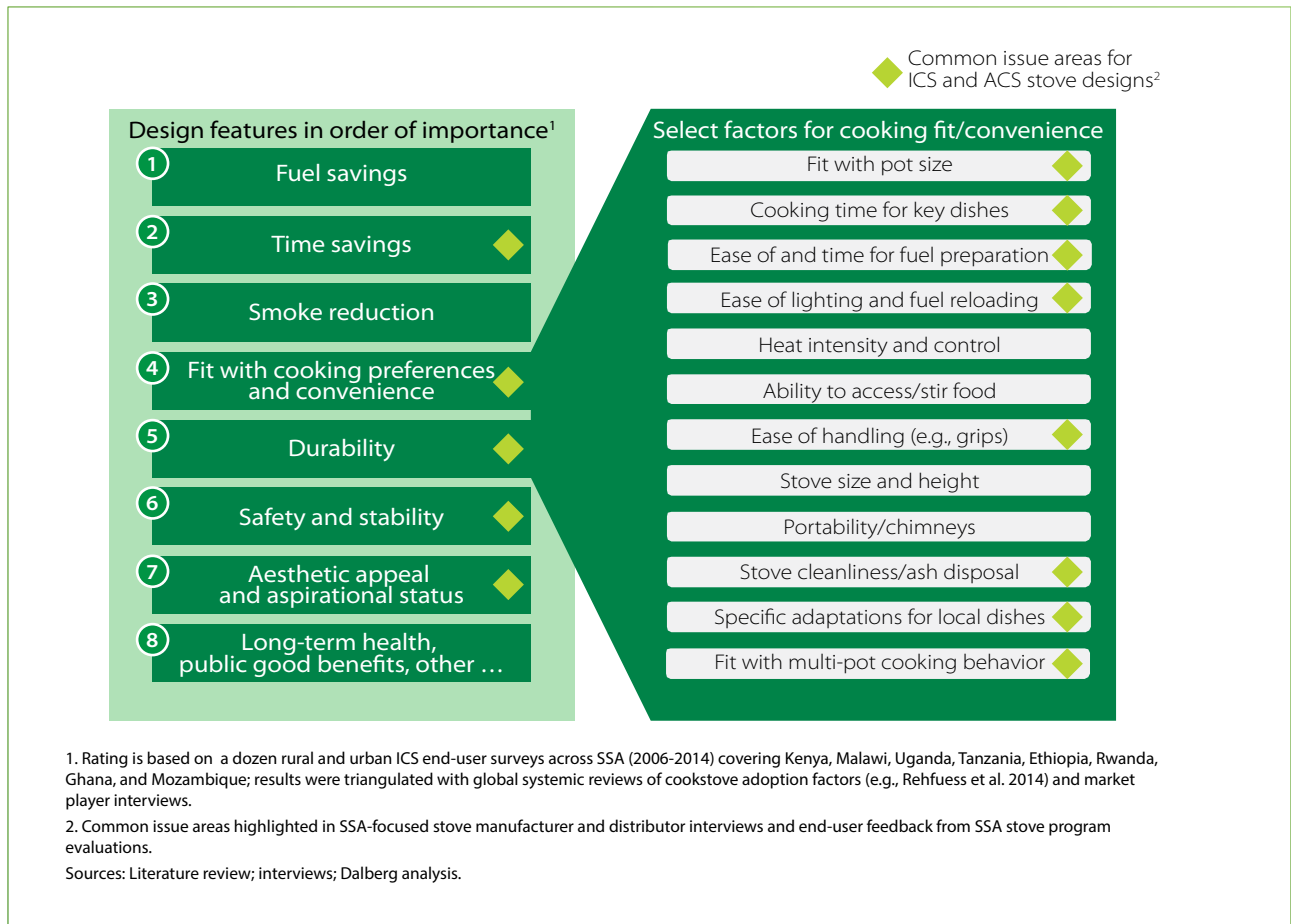 Common issue areas for
ICS and ACS stove designs2
Design features in order of importance1
1
Fuel savings
2
Time savings
3
Smoke reduction
4
Fit with cooking preferences
and convenience
5
Durability
6
Safety and stability
7
Aesthetic appeal
and aspirational status
8
Long-term health,
public good benefits, other …
Select factors for cooking fit/convenience
Fit with pot size
Cooking time for key dishes
Ease of and time for fuel preparation
Ease of lighting and fuel reloading
Heat intensity and control
Ability to access/stir food
Ease of handling (e.g., grips)
Stove size and height
Portability/chimneys
Stove cleanliness/ash disposal
Specific adaptations for local dishes
Fit with multi-pot cooking behavior
1. Rating is based on a dozen rural and urban ICS end-user surveys across SSA (2006-2014) covering Kenya, Malawi, Uganda, Tanzania, Ethiopia, Rwanda,
Ghana, and Mozambique; results were triangulated with global systemic reviews of cookstove adoption factors (e.g., Rehfuess et al. 2014) and market
player interviews.
2. Common issue areas highlighted in SSA-focused stove manufacturer and distributor interviews and end-user feedback from SSA stove program
evaluations.
Sources: Literature review; interviews; Dalberg analysis.